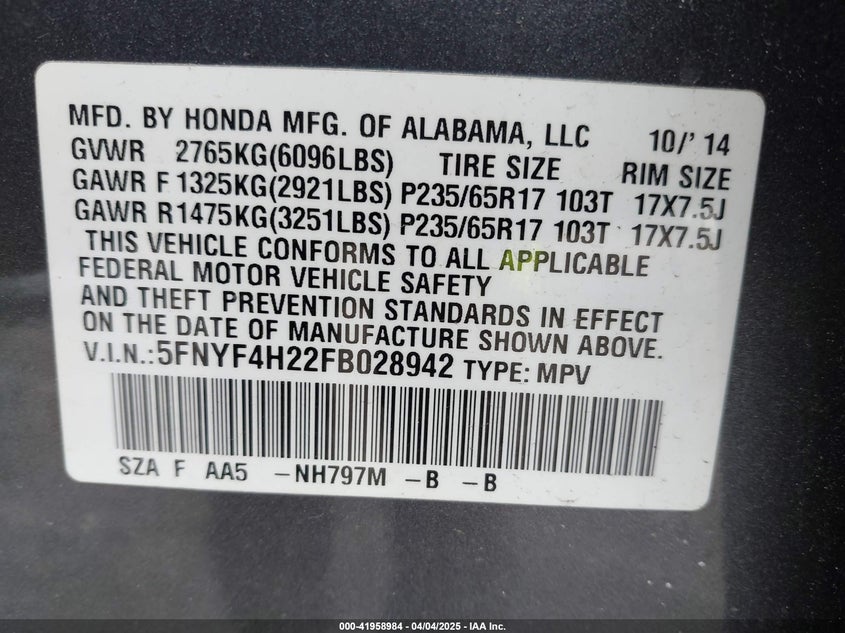 MFD. BY HONDA MFG. OF ALABAMA, LLC 10/' 14
GVWR 2765KG(6096LBS) TIRE SIZE RIM SIZE
GAWR F 1325KG(2921LBS) P235/65R17 103T 17X7.5J
GAWR R1475KG(3251LBS) P235/65R17 103T 17X7.5J
THIS VEHICLE CONFORMS TO ALL APPLICABLE
FEDERAL MOTOR VEHICLE SAFETY
AND THEFT PREVENTION STANDARDS IN EFFECT
ON THE DATE OF MANUFACTURE SHOWN ABOVE.
V.I.N.:5FNYF4H22FB028942 TYPE: MPV
SZA F AA5 -NH797M -B -B
000-41958984 | 04/04/2025 - IAA Inc.